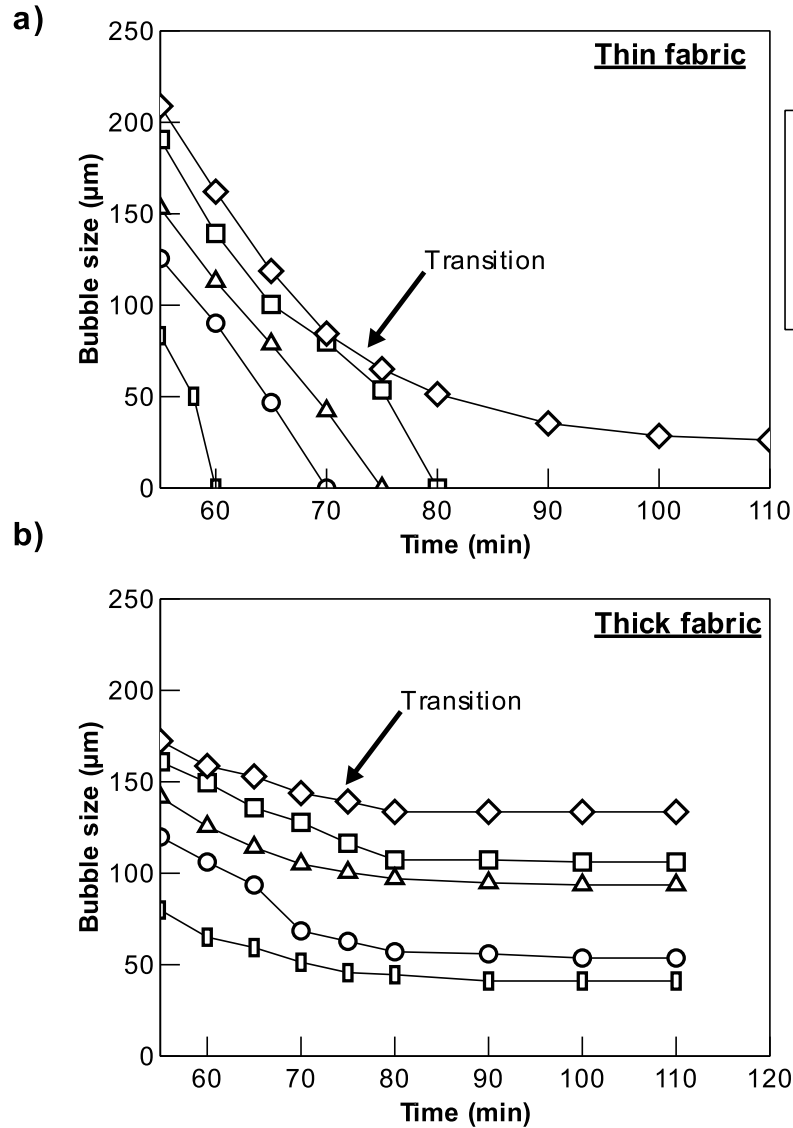 a)
Thin fabric
250
200
150
100
50
0
Bubble size (µm)
Transition
60 70 80 90 100 110
Time (min)
b)
Thick fabric
250
200
150
100
50
0
Bubble size (µm)
Transition
60 70 80 90 100 110 120
Time (min)